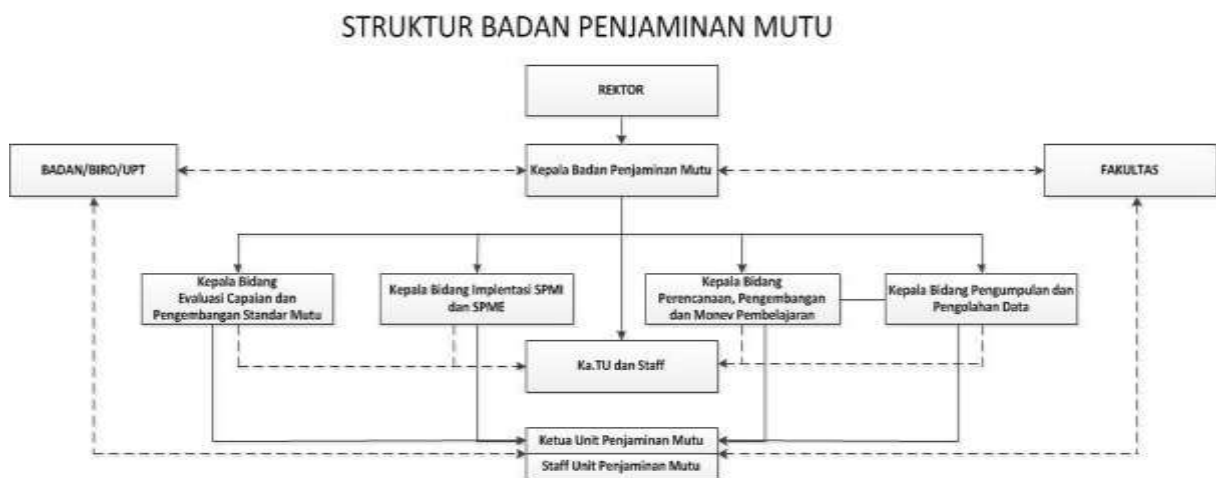 STRUKTUR BADAN PENJAMINAN MUTU
REKTOR
BADAN/BIRO/UPT
Kepala Badan Penjaminan Mutu
FAKULTAS
Kepala Bidang
Evaluasi Capaian dan
Pengembangan Standar Mutu
Kepala Bidang Implentasi SPMI
dan SPME
Kepala Bidang
Perencanaan, Pengembangan
dan Monev Pembelajaran
Kepala Bidang Pengumpulan dan
Pengolahan Data
Ka.TU dan Staff
Ketua Unit Penjaminan Mutu
Staff Unit Penjaminan Mutu